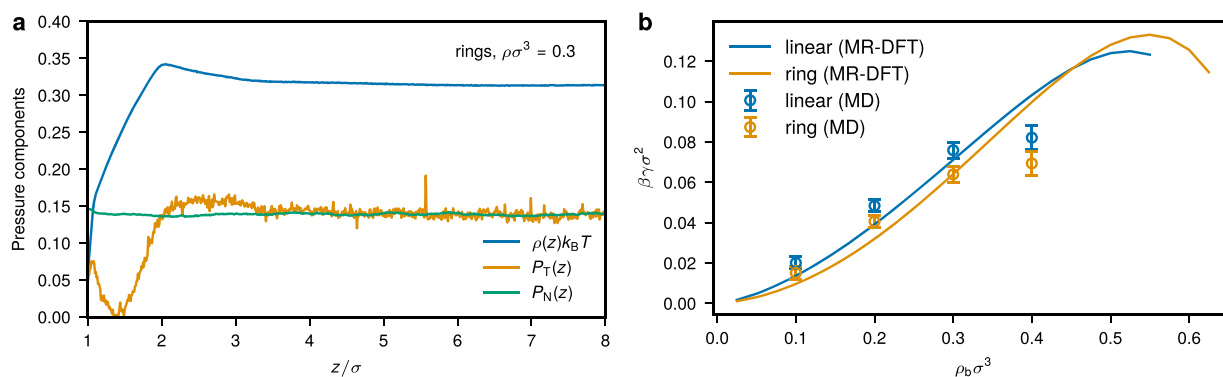 a
0.40
0.35
0.30
0.25
0.20
0.15
0.10
0.05
0.00
Pressure components
rings, ρσ³ = 0.3
ρ(z)k_BT
P_T(z)
P_N(z)
1 2 3 4 5 6 7 8
z/σ
b
0.12
0.10
0.08
0.06
0.04
0.02
0.00
βγσ²
linear (MR-DFT)
ring (MR-DFT)
linear (MD)
ring (MD)
0.0 0.1 0.2 0.3 0.4 0.5 0.6
ρ_bσ³